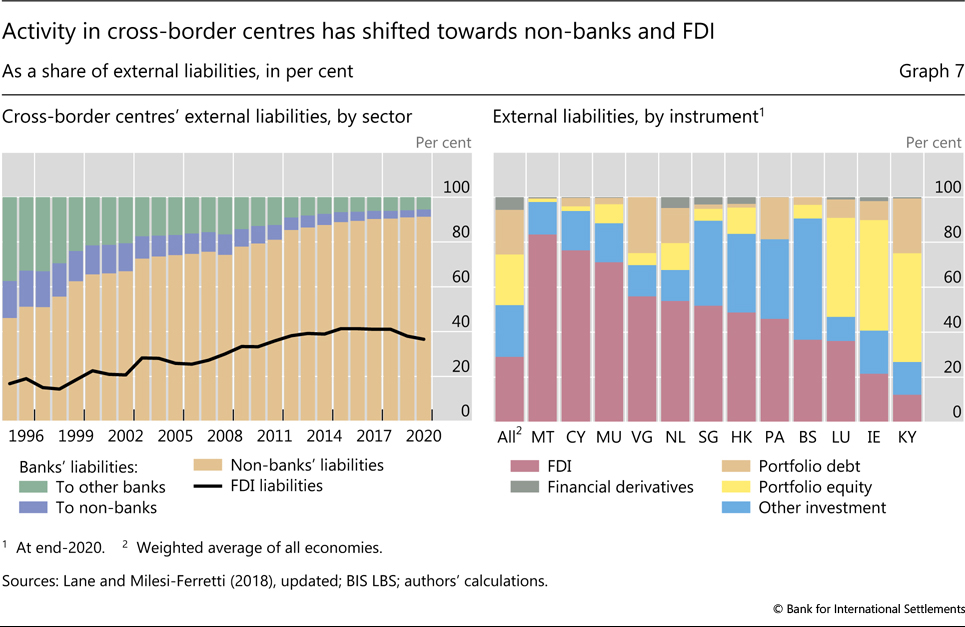 Activity in cross-border centres has shifted towards non-banks and FDI
As a share of external liabilities, in per cent
Graph 7
Cross-border centres’ external liabilities, by sector
External liabilities, by instrument1
Per cent
100
80
60
40
20
0
1996 1999 2002 2005 2008 2011 2014 2017 2020
Banks’ liabilities:
To other banks
To non-banks
Non-banks’ liabilities
FDI liabilities
Per cent
100
80
60
40
20
0
All2 MT CY MU VG NL SG HK PA BS LU IE KY
FDI
Financial derivatives
Portfolio debt
Portfolio equity
Other investment
1 At end-2020. 2 Weighted average of all economies.
Sources: Lane and Milesi-Ferretti (2018), updated; BIS LBS; authors’ calculations.
© Bank for International Settlements